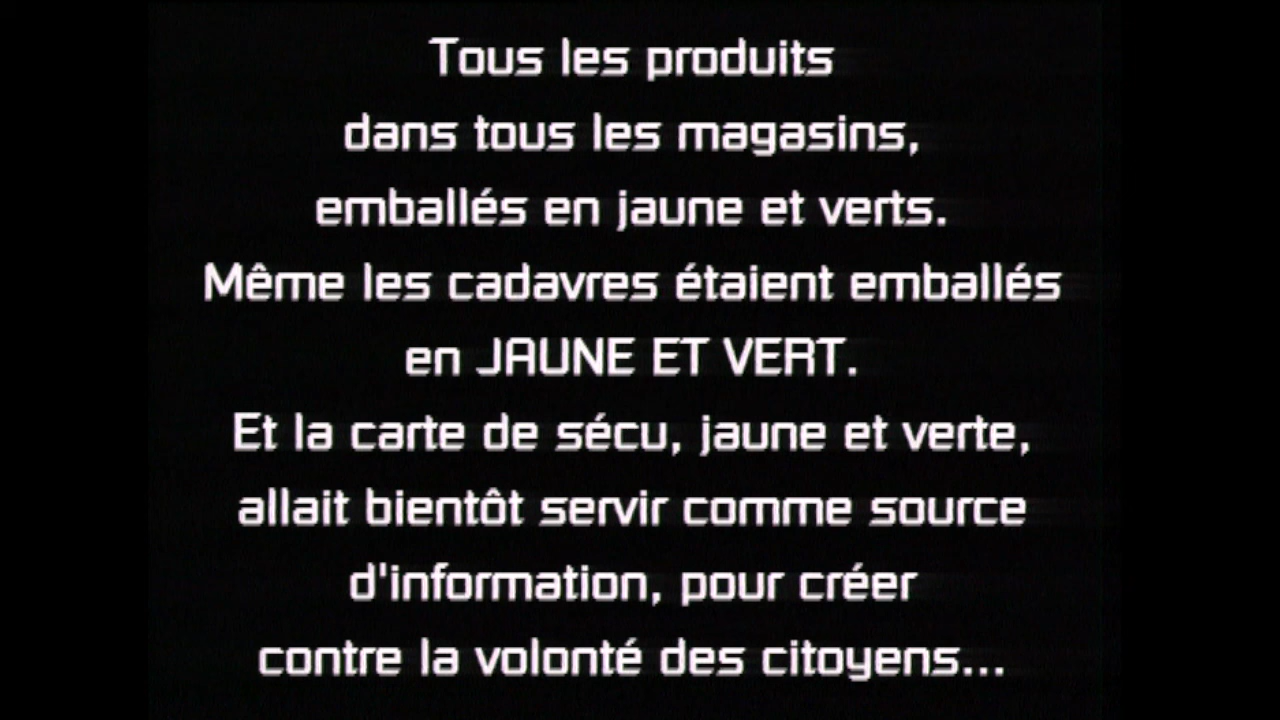 Tous les produits
dans tous les magasins,
emballés en jaune et verts.
Même les cadavres étaient emballés
en JAUNE ET VERT.
Et la carte de sécu, jaune et verte,
allait bientôt servir comme source
d'information, pour créer
contre la volonté des citoyens...